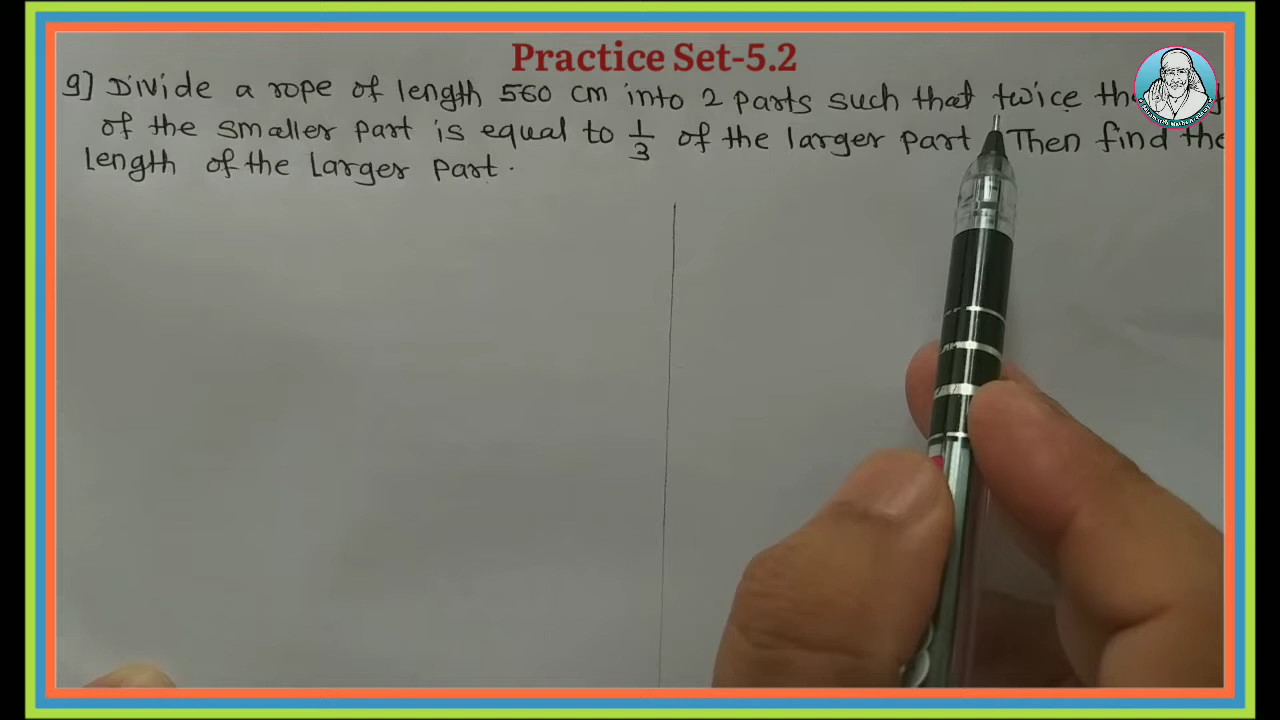 Practice Set-5.2
9] Divide a rope of length 560 cm into 2 parts such that twice the
of the smaller part is equal to 1/3 of the larger part. Then find the
length of the larger part.